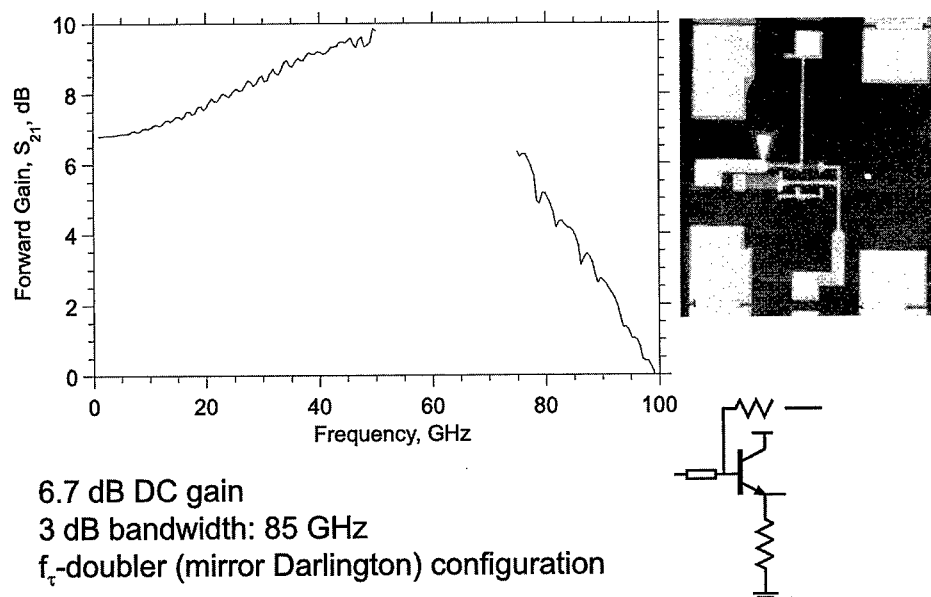 10
8
6
4
2
0
Forward Gain, S21, dB
0 20 40 60 80 100
Frequency, GHz
6.7 dB DC gain
3 dB bandwidth: 85 GHz
fτ-doubler (mirror Darlington) configuration